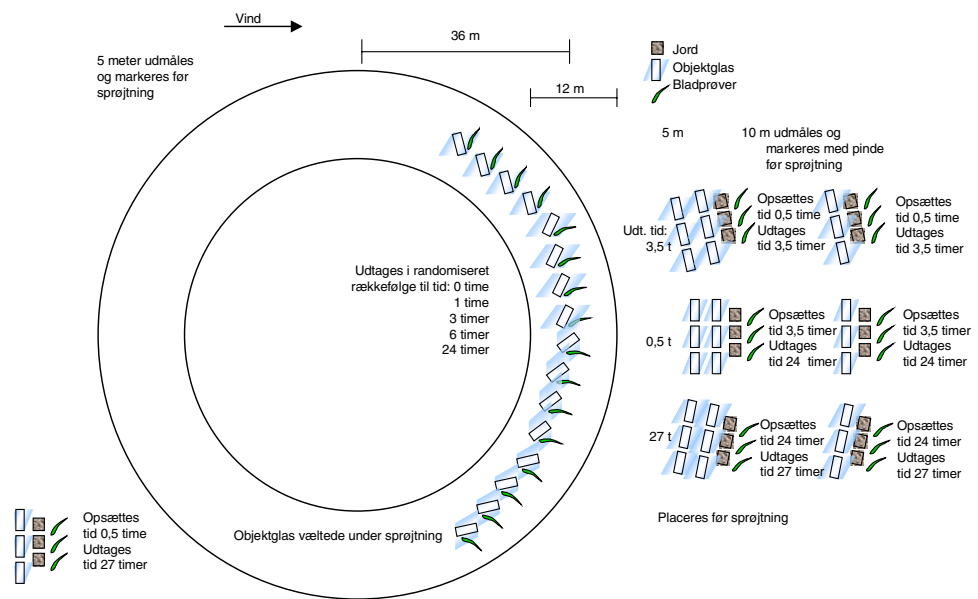 Vind
36 m
5 meter udmåles
og markeres før
sprøjtning
12 m
Jord
Objektglas
Bladprøver
5 m
10 m udmåles og
markeres med pinde
før sprøjtning
Udt. tid:
3,5 t
Opsættes
tid 0,5 time
Udtages
tid 3,5 timer
Opsættes
tid 0,5 time
Udtages
tid 3,5 timer
Udtages i randomiseret
rækkefølge til tid: 0 time
1 time
3 timer
6 timer
24 timer
0,5 t
Opsættes
tid 3,5 timer
Udtages
tid 24 timer
Opsættes
tid 3,5 timer
Udtages
tid 24 timer
27 t
Opsættes
tid 24 timer
Udtages
tid 27 timer
Opsættes
tid 24 timer
Udtages
tid 27 timer
Placeres før sprøjtning
Objektglas væltede under sprøjtning
Opsættes
tid 0,5 time
Udtages
tid 27 timer